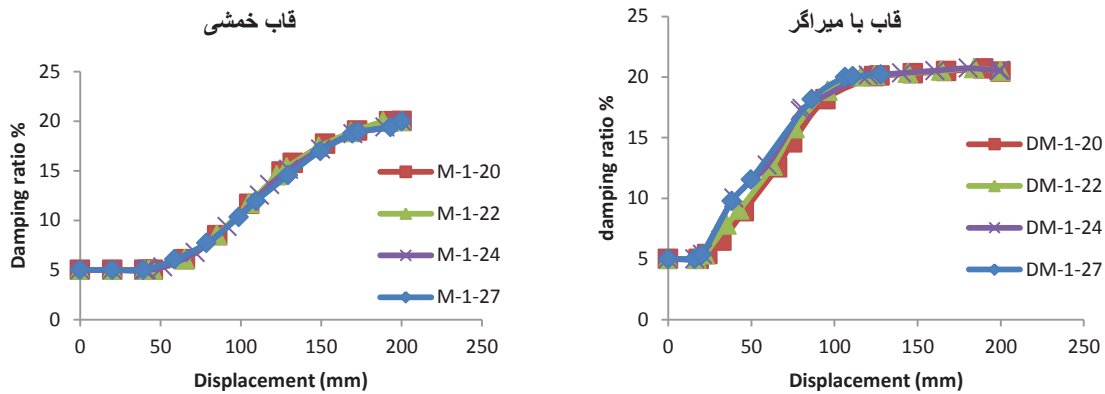 قاب خمشی
25
20
15
10
5
0
Damping ratio %
0 50 100 150 200 250
Displacement (mm)
M-1-20
M-1-22
M-1-24
M-1-27
قاب با میراگر
25
20
15
10
5
0
damping ratio %
0 50 100 150 200 250
Displacement (mm)
DM-1-20
DM-1-22
DM-1-24
DM-1-27